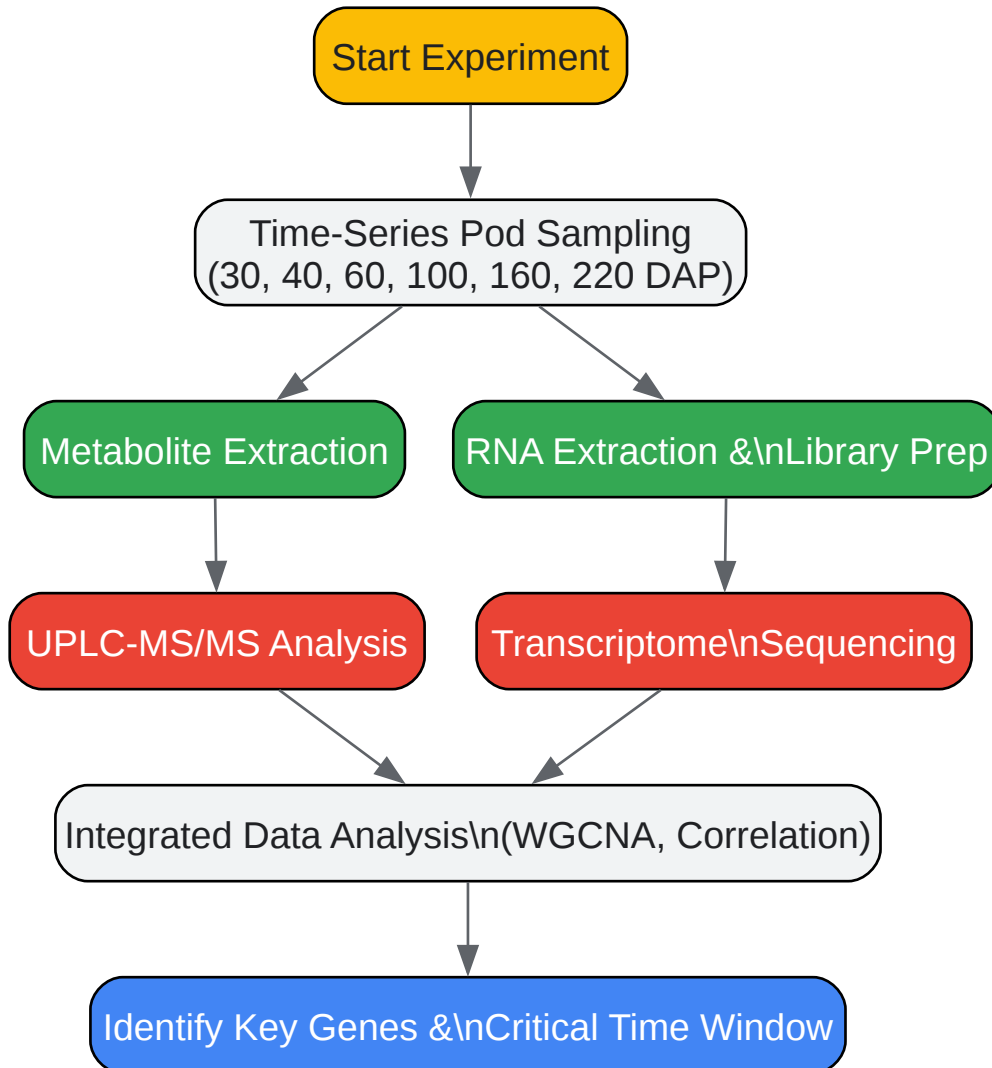 Start Experiment
Time-Series Pod Sampling
(30, 40, 60, 100, 160, 220 DAP)
Metabolite Extraction
RNA Extraction &\nLibrary Prep
UPLC-MS/MS Analysis
Transcriptome\nSequencing
Integrated Data Analysis\n(WGCNA, Correlation)
Identify Key Genes &\nCritical Time Window